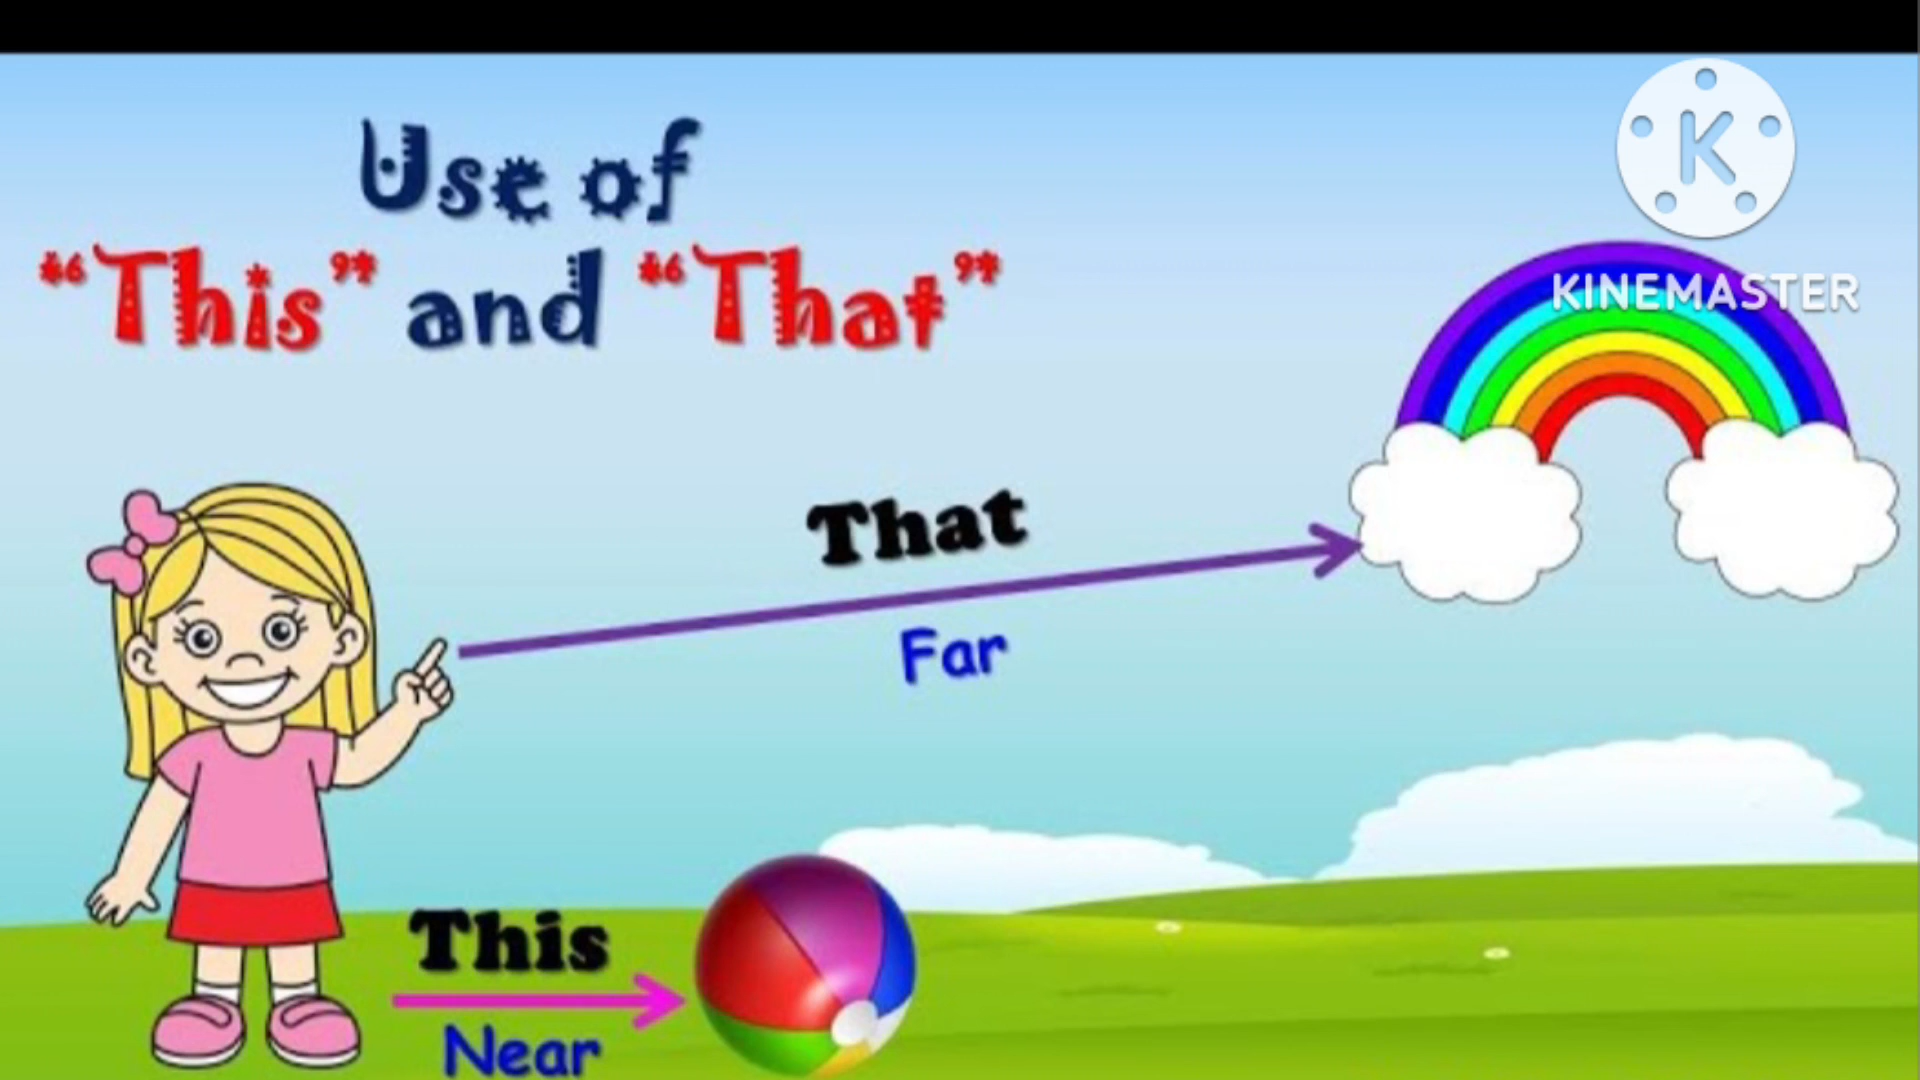 Use of
"This" and "That"
K
KINEMASTER
That
Far
This
Near